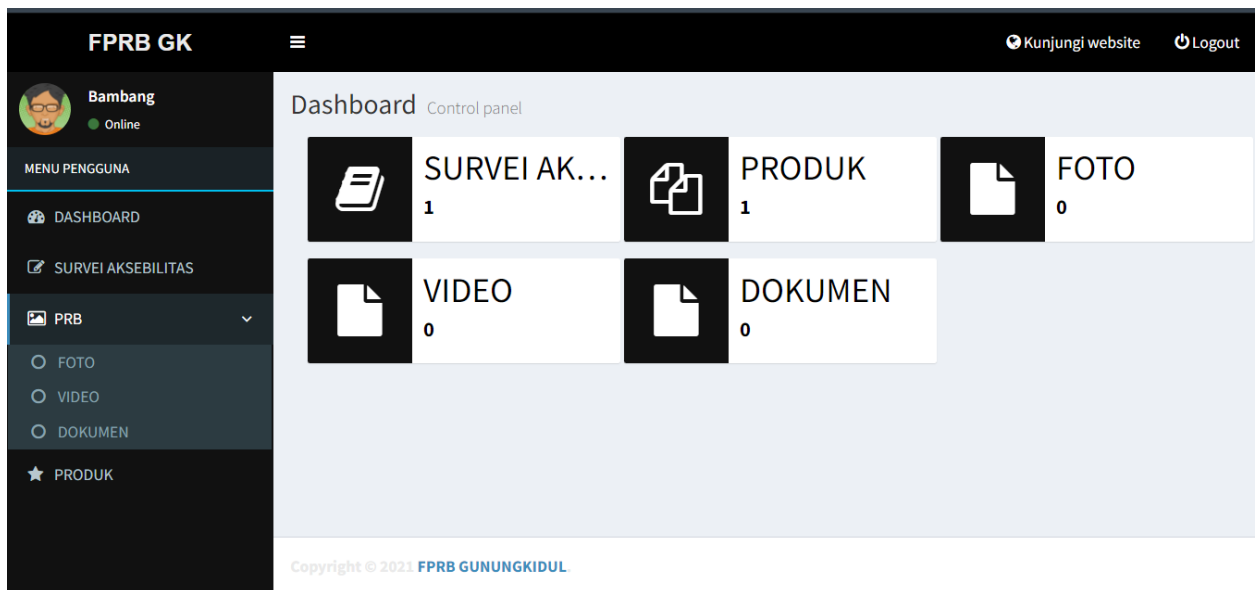 FPRB GK
Kunjungi website
Logout
Bambang
Online
MENU PENGGUNA
DASHBOARD
SURVEI AKSEBILITAS
PRB
FOTO
VIDEO
DOKUMEN
PRODUK
Dashboard Control panel
SURVEI AK...
1
PRODUK
1
FOTO
0
VIDEO
0
DOKUMEN
0
Copyright © 2021 FPRB GUNUNGKIDUL.